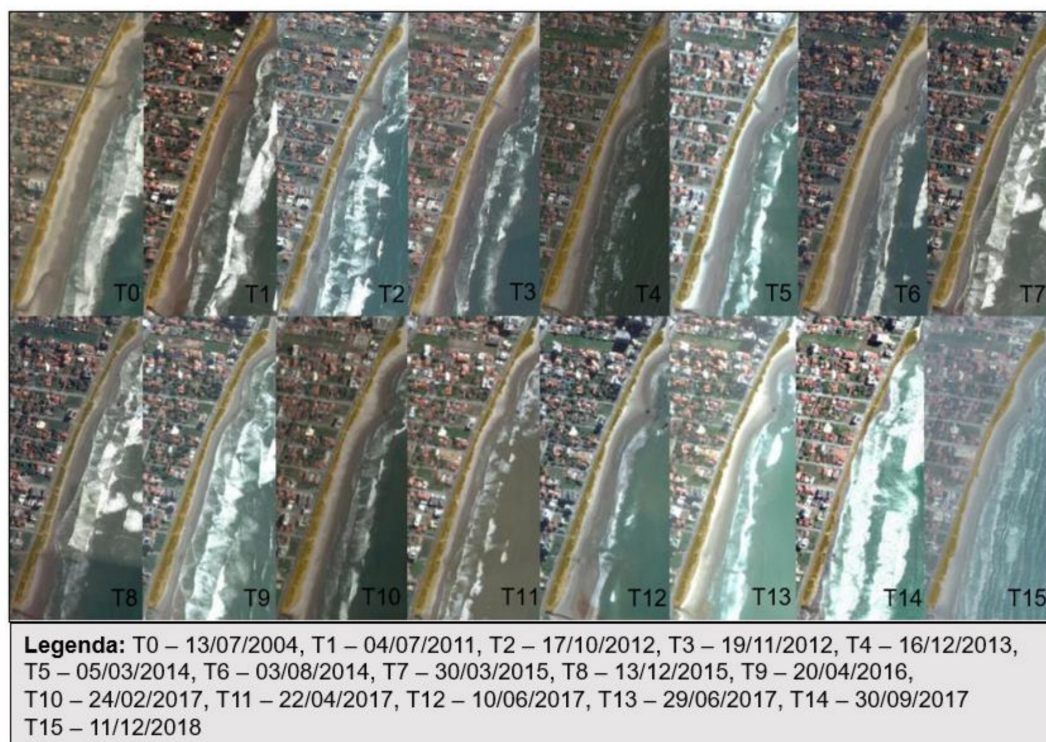 T0 T1 T2 T3 T4 T5 T6 T7
T8 T9 T10 T11 T12 T13 T14 T15
Legenda: T0 – 13/07/2004, T1 – 04/07/2011, T2 – 17/10/2012, T3 – 19/11/2012, T4 – 16/12/2013,
T5 – 05/03/2014, T6 – 03/08/2014, T7 – 30/03/2015, T8 – 13/12/2015, T9 – 20/04/2016,
T10 – 24/02/2017, T11 – 22/04/2017, T12 – 10/06/2017, T13 – 29/06/2017, T14 – 30/09/2017
T15 – 11/12/2018